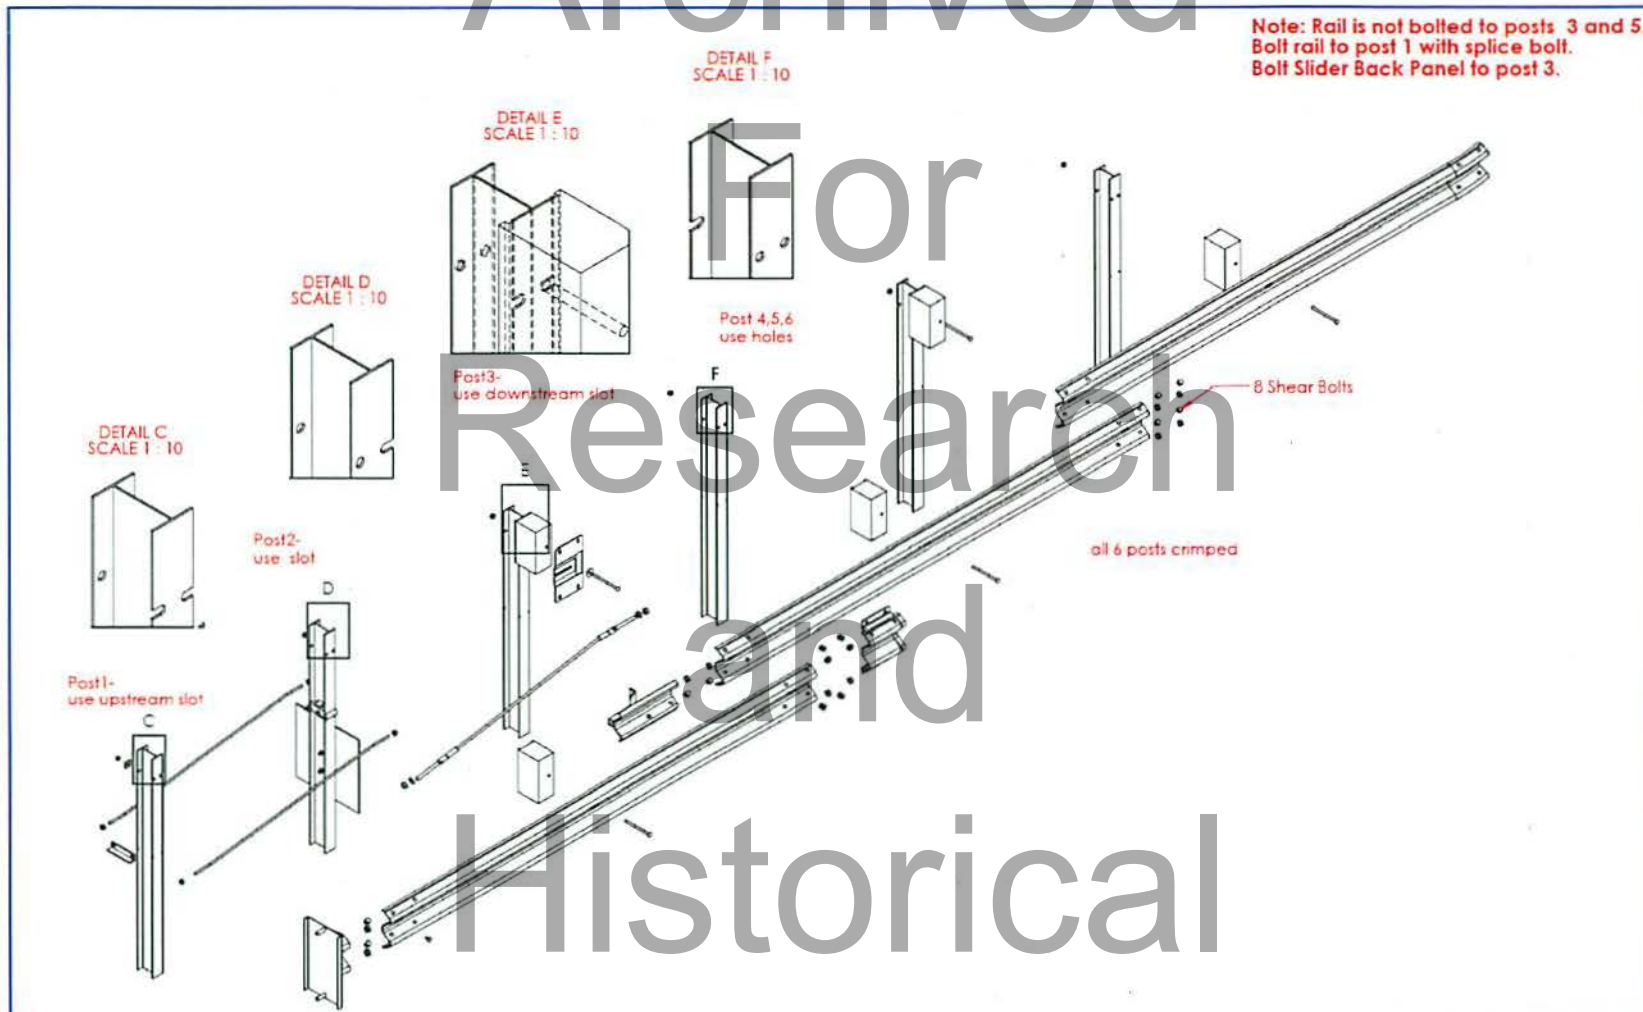 Archived
For
Research
and
Historical
Note: Rail is not bolted to posts 3 and 5.
Bolt rail to post 1 with splice bolt.
Bolt Slider Back Panel to post 3.
DETAIL F
SCALE 1 : 10
DETAIL E
SCALE 1 : 10
DETAIL D
SCALE 1 : 10
DETAIL C
SCALE 1 : 10
Post 4,5,6
use holes
Post3-
use downstream slot
F
8 Shear Bolts
E
Post2-
use slot
all 6 posts crimped
D
Post1-
use upstream slot
C